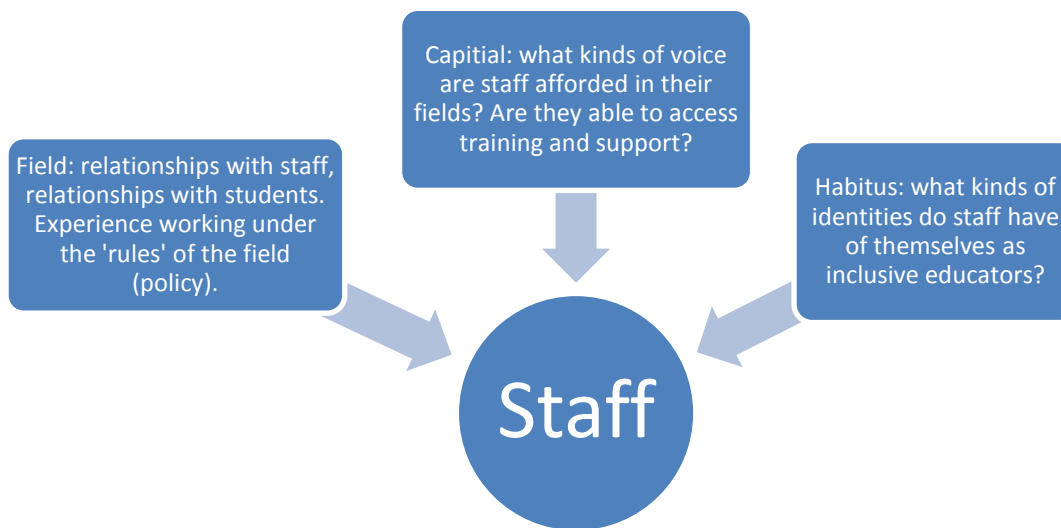 Field: relationships with staff,
relationships with students.
Experience working under
the 'rules' of the field
(policy).
Capitial: what kinds of voice
are staff afforded in their
fields? Are they able to access
training and support?
Habitus: what kinds of
identities do staff have
of themselves as
inclusive educators?
Staff